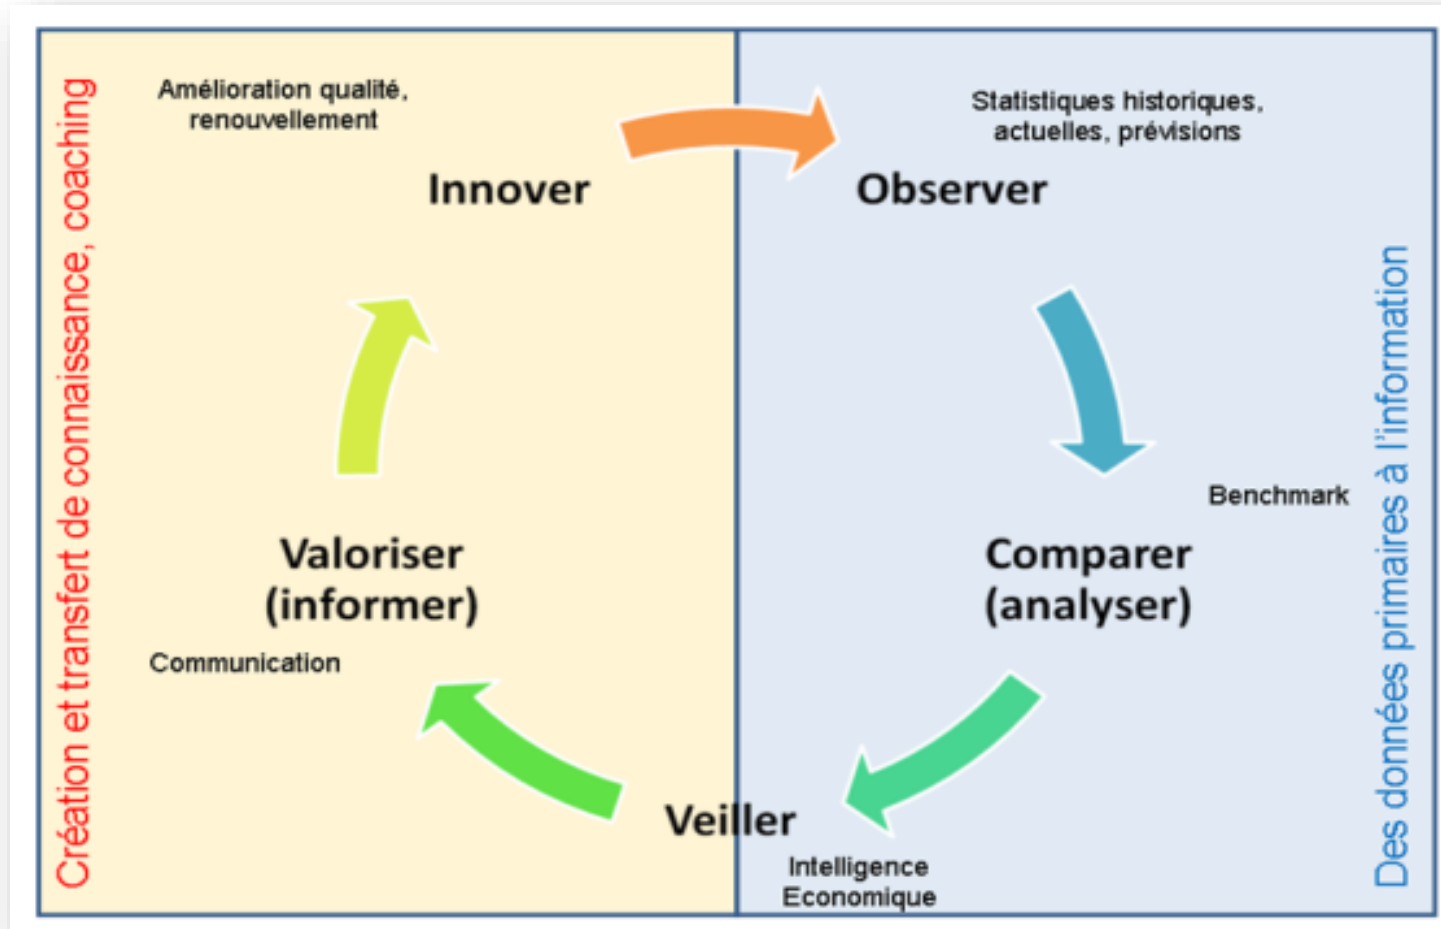 Création et transfert de connaissance, coaching
Amélioration qualité,
renouvellement
Innover
Statistiques historiques,
actuelles, prévisions
Observer
Benchmark
Comparer
(analyser)
Veiller
Intelligence
Economique
Valoriser
(informer)
Communication
Des données primaires à l'information